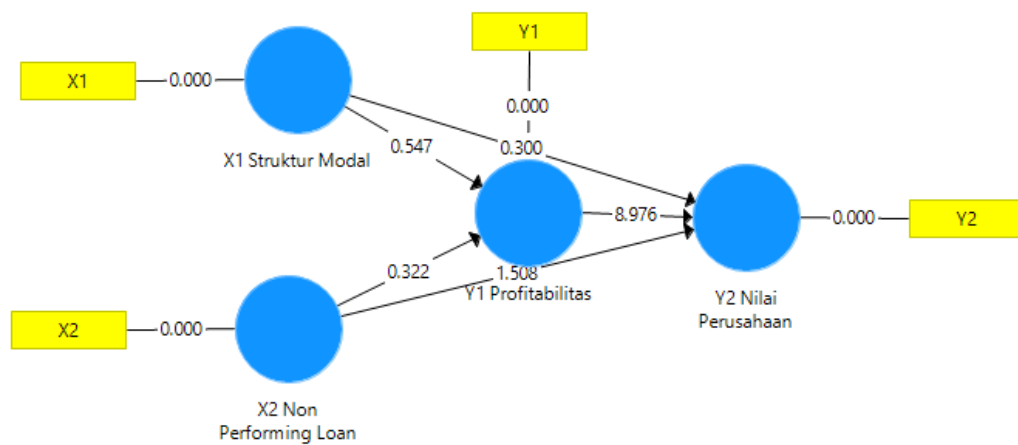 Y1
X1
0.000
X1 Struktur Modal
0.000
0.547
0.300
8.976
0.000
Y2
0.322
1.508
Y1 Profitabilitas
Y2 Nilai
Perusahaan
X2
0.000
X2 Non
Performing Loan